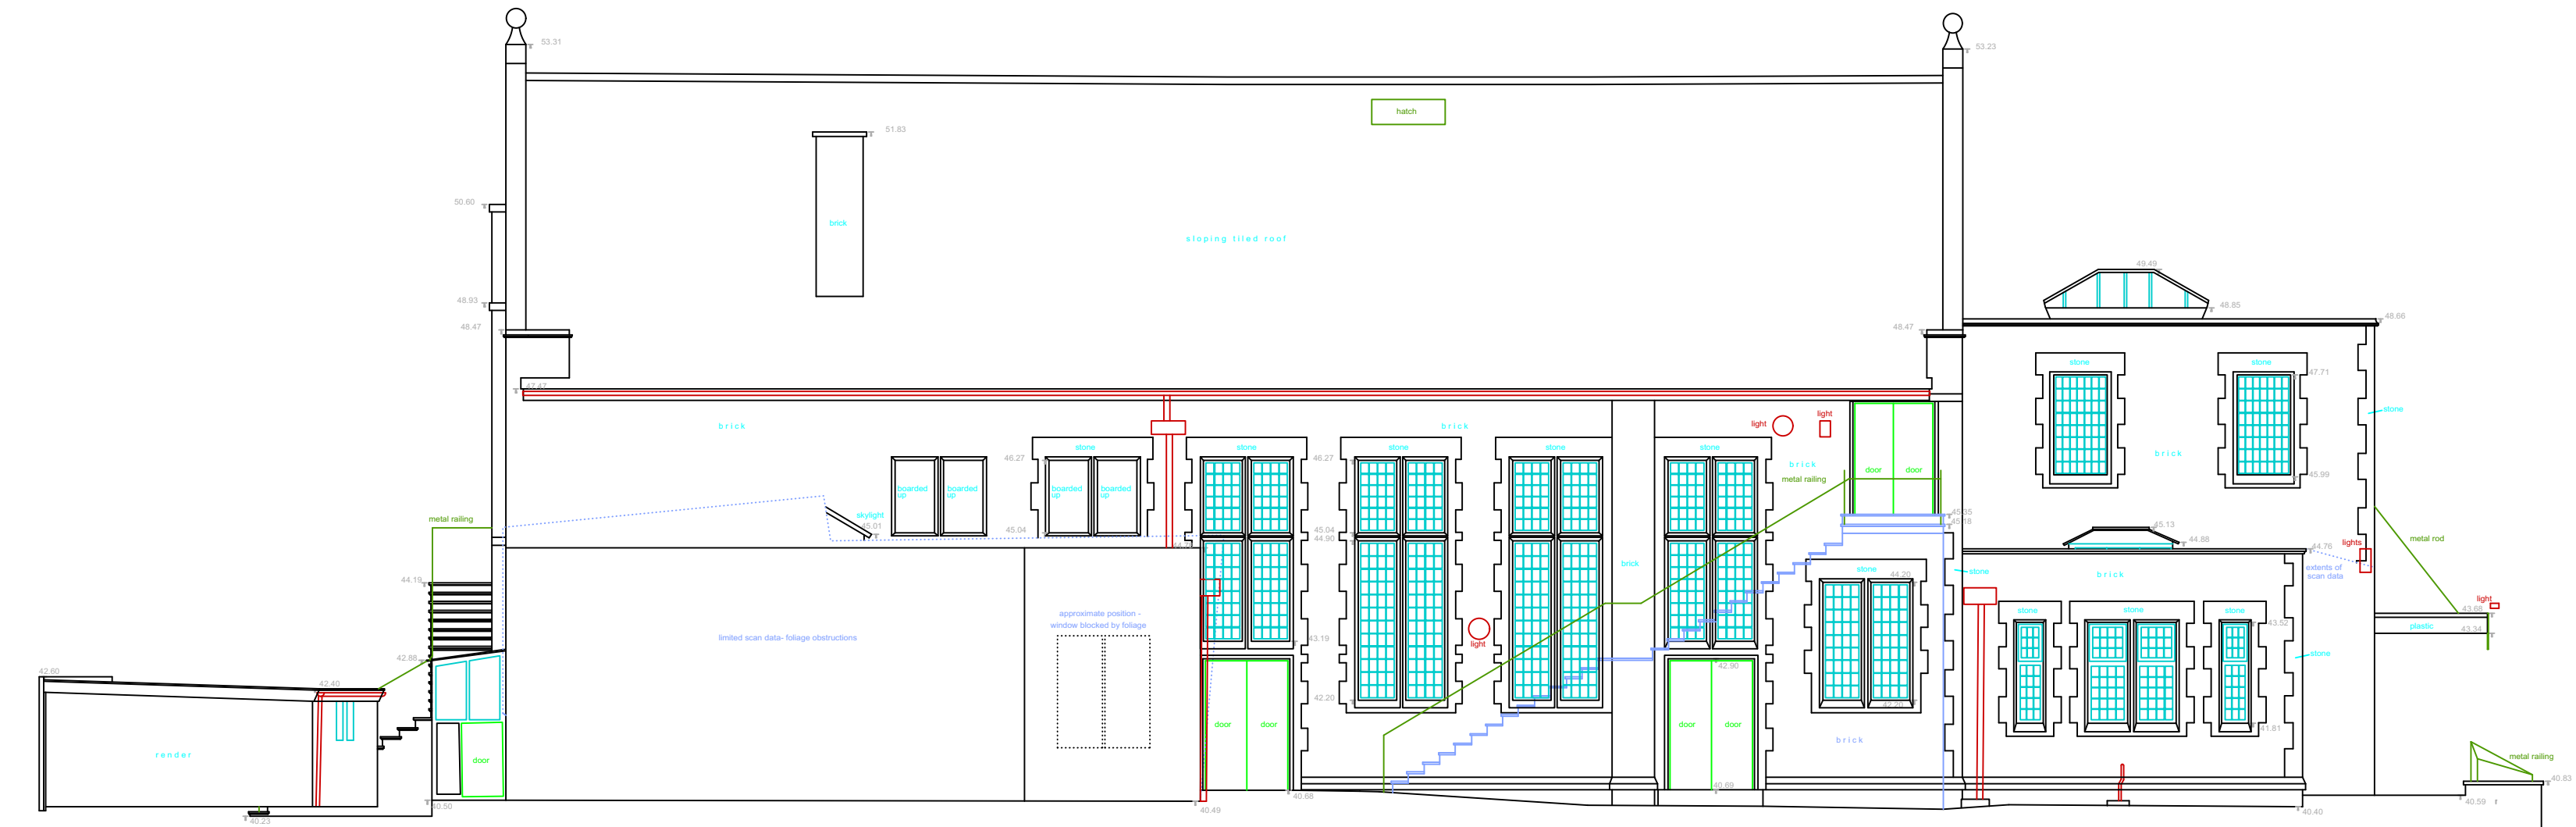 53.31
53.23
hatch
51.83
50.60
brick
sloping tiled roof
49.49
48.93
48.85
48.66
48.47
48.47
stone
stone
47.71
47.47
stone
light
light
brick
brick
brick
stone
stone
stone
stone
stone
46.27
46.27
brick
door
door
metal railing
45.99
boarded
up
boarded
up
boarded
up
boarded
up
skylight
45.01
45.04
45.04
44.90
metal railing
45.35
45.18
45.13
44.88
44.76
lights
metal rod
brick
stone
stone
extents of
scan data
brick
44.20
44.19
light
43.68
approximate position -
window blocked by foliage
stone
stone
stone
43.52
plastic
43.34
limited scan data- foliage obstructions
light
43.19
stone
42.88
42.90
42.60
42.40
42.20
42.20
door
door
door
41.81
brick
render
door
metal railing
40.83
40.50
40.49
40.68
40.69
40.59
r
40.40
40.23